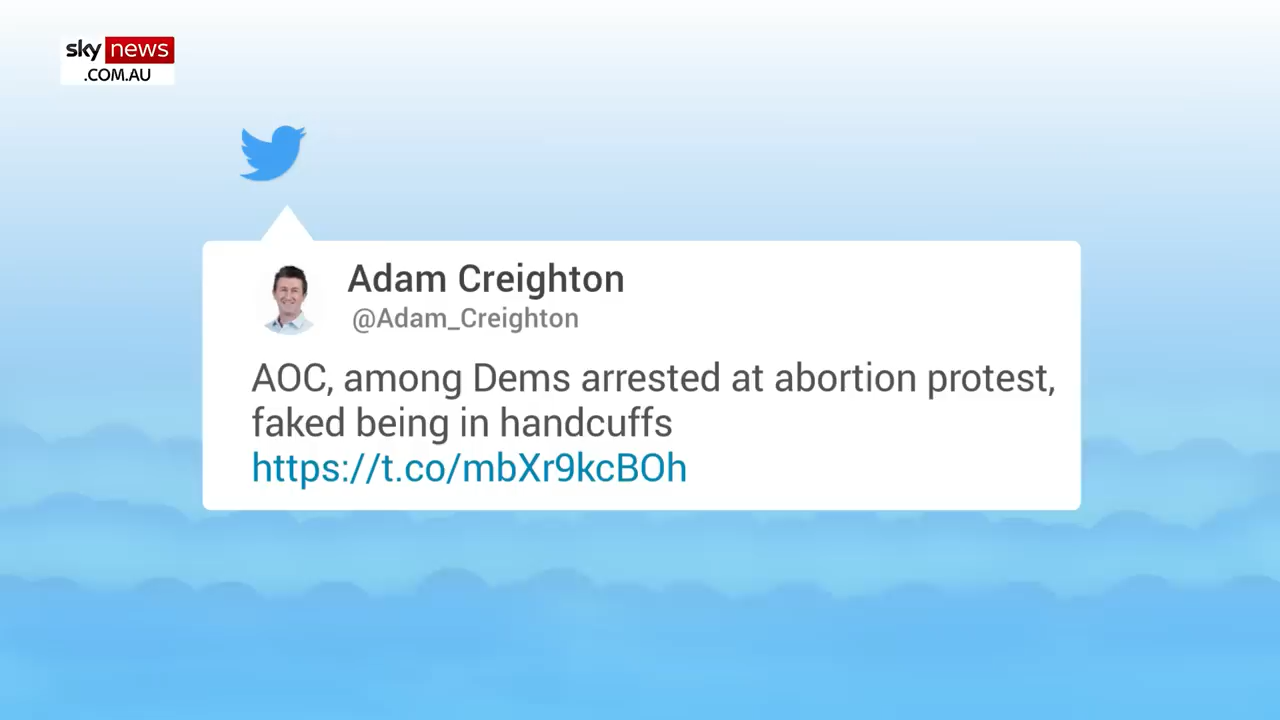 sky news
.COM.AU
Adam Creighton
@Adam_Creighton
AOC, among Dems arrested at abortion protest,
faked being in handcuffs
https://t.co/mbXr9kcBOh